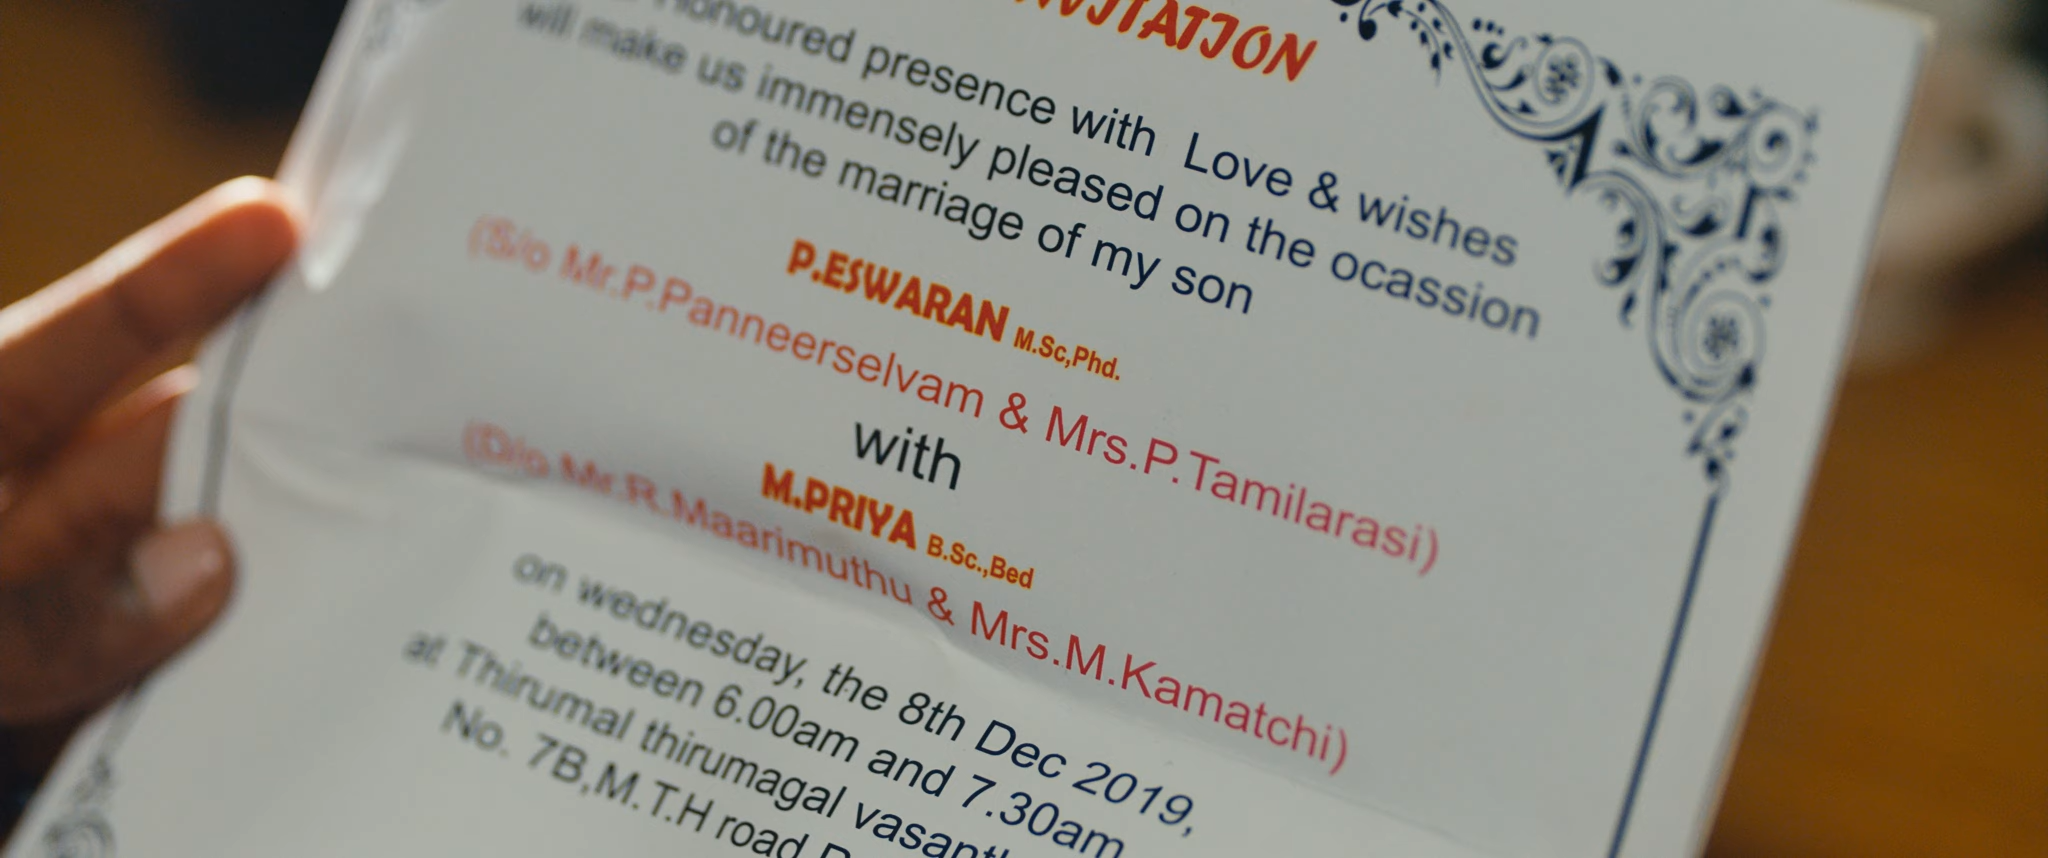 honoured presence with Love & wishes
will make us immensely pleased on the ocassion
of the marriage of my son
P.ESWARAN M.Sc,Phd.
(S/o Mr.P.Panneerselvam & Mrs.P.Tamilarasi)
with
M.PRIYA B.Sc.,Bed
(D/o Mr.R.Maarimuthu & Mrs.M.Kamatchi)
on wednesday, the 8th Dec 2019,
between 6.00am and 7.30am
at Thirumal thirumagal
No. 7B,M.T.H road